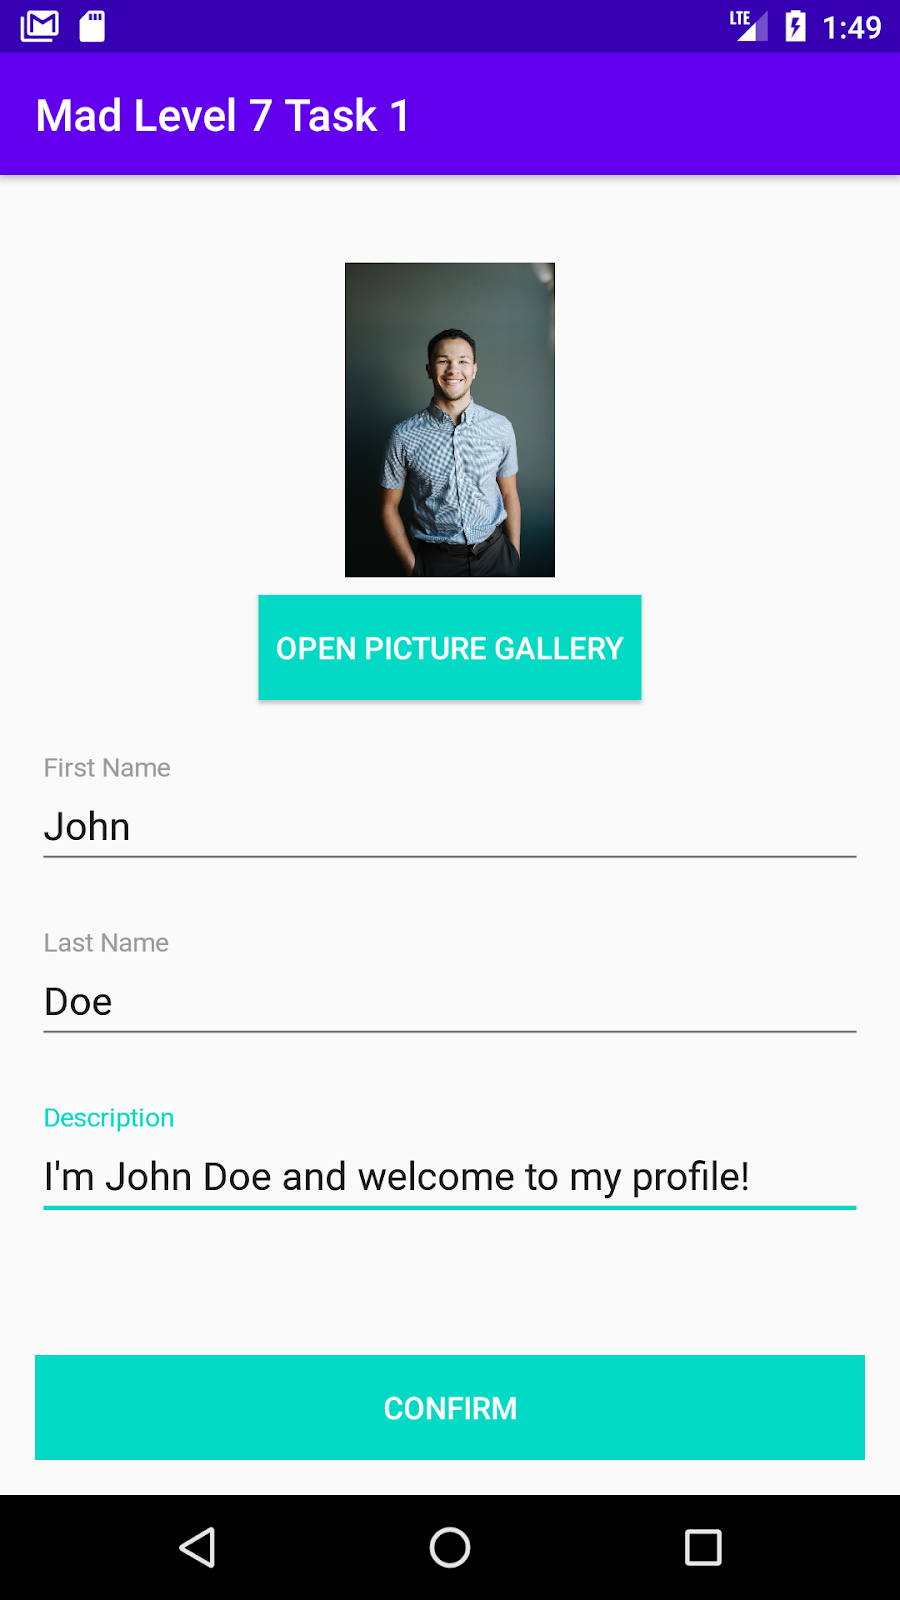 LTE 1:49
Mad Level 7 Task 1
OPEN PICTURE GALLERY
First Name
John
Last Name
Doe
Description
I'm John Doe and welcome to my profile!
CONFIRM